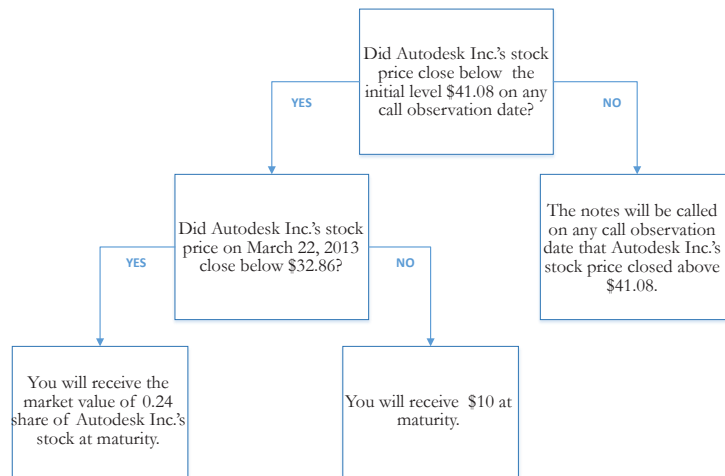 Did Autodesk Inc.'s stock
price close below the
initial level $41.08 on any
call observation date?
YES
NO
Did Autodesk Inc.'s stock
price on March 22, 2013
close below $32.86?
The notes will be called
on any call observation
date that Autodesk Inc.'s
stock price closed above
$41.08.
YES
NO
You will receive the
market value of 0.24
share of Autodesk Inc.'s
stock at maturity.
You will receive $10 at
maturity.